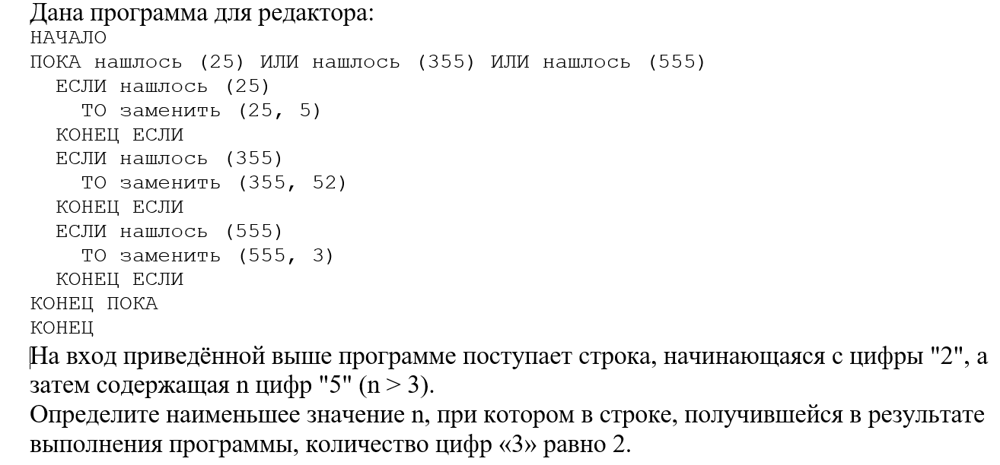 Дана программа для редактора:
НАЧАЛО
ПОКА нашлось (25) ИЛИ нашлось (355) ИЛИ нашлось (555)
ЕСЛИ нашлось (25)
ТО заменить (25, 5)
КОНЕЦ ЕСЛИ
ЕСЛИ нашлось (355)
ТО заменить (355, 52)
КОНЕЦ ЕСЛИ
ЕСЛИ нашлось (555)
ТО заменить (555, 3)
КОНЕЦ ЕСЛИ
КОНЕЦ ПОКА
КОНЕЦ
На вход приведённой выше программе поступает строка, начинающаяся с цифры "2", а
затем содержащая n цифр "5" (n > 3).
Определите наименьшее значение n, при котором в строке, получившейся в результате
выполнения программы, количество цифр «3» равно 2.